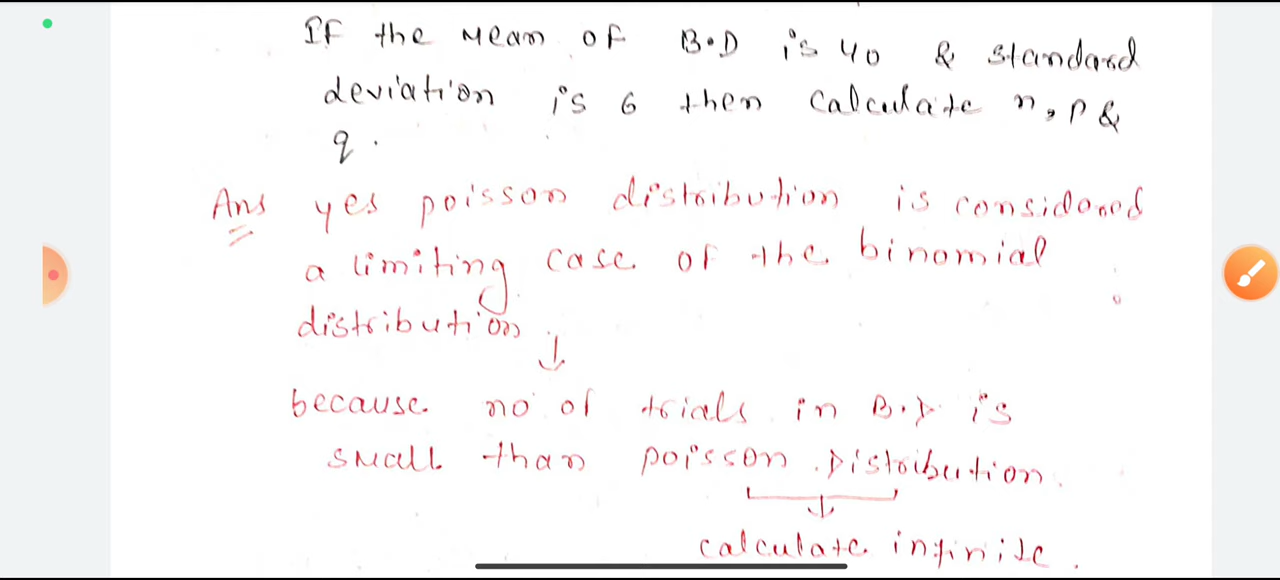 If the mean of B.D is 40 & standard
deviation is 6 then calculate n, p &
q.
Ans yes poisson distribution is considered
a limiting case of the binomial
distribution
because no of trials in B.D is
small than poisson Distribution.
calculate infinite.